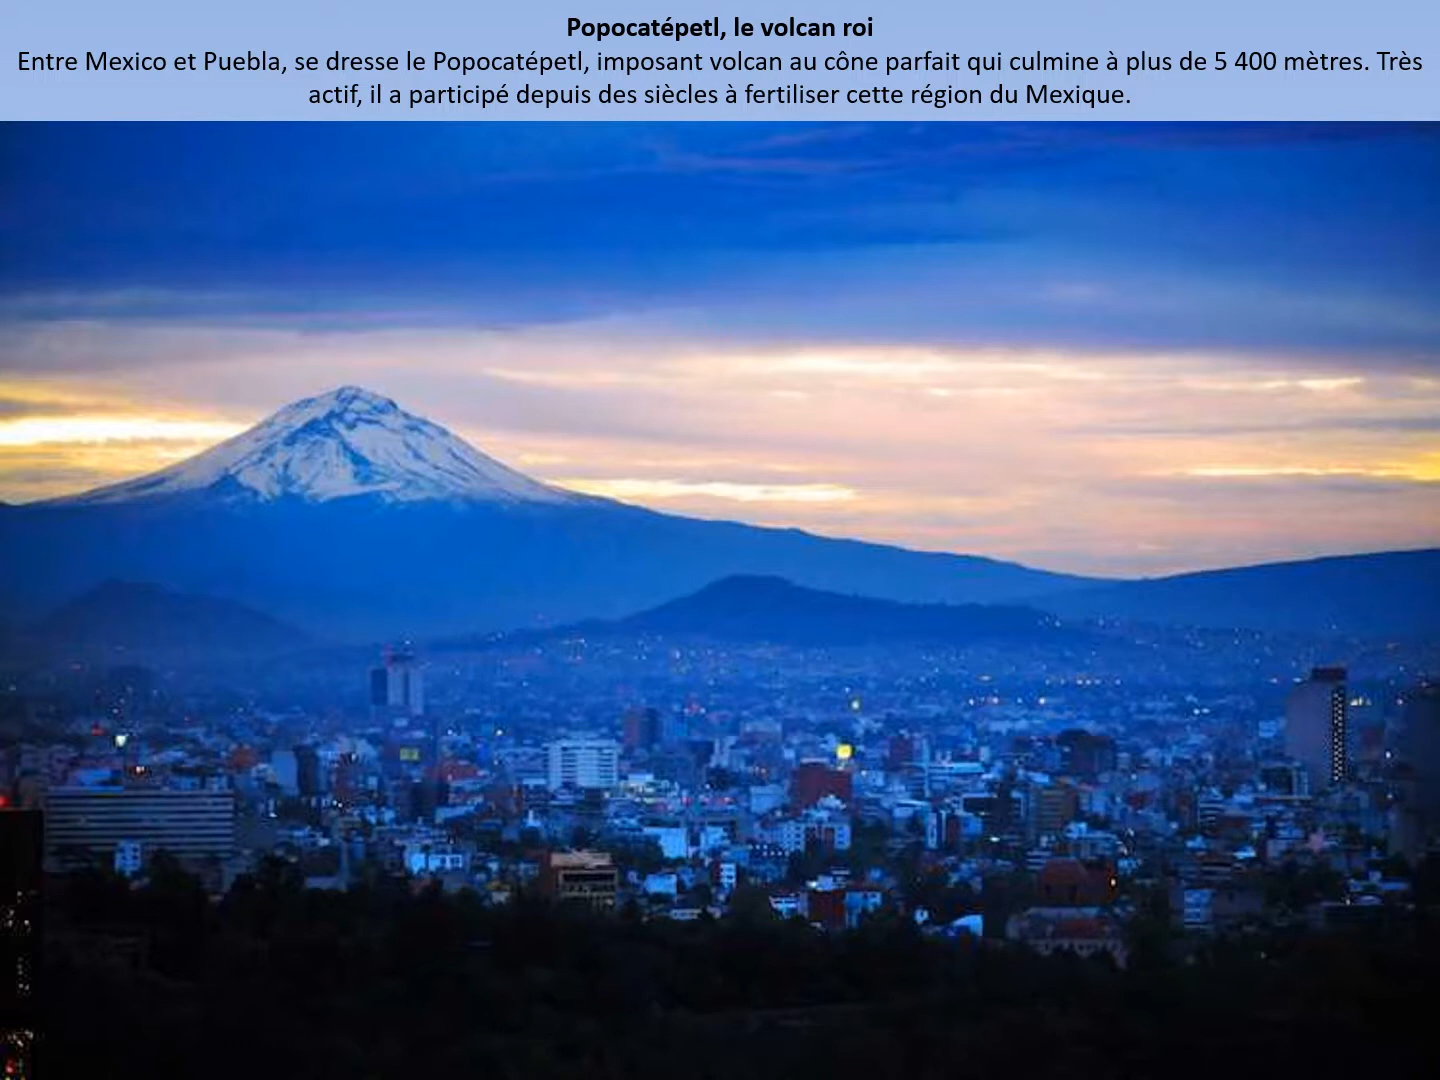 Popocatépetl, le volcan roi
Entre Mexico et Puebla, se dresse le Popocatépetl, imposant volcan au cône parfait qui culmine à plus de 5 400 mètres. Très
actif, il a participé depuis des siècles à fertiliser cette région du Mexique.